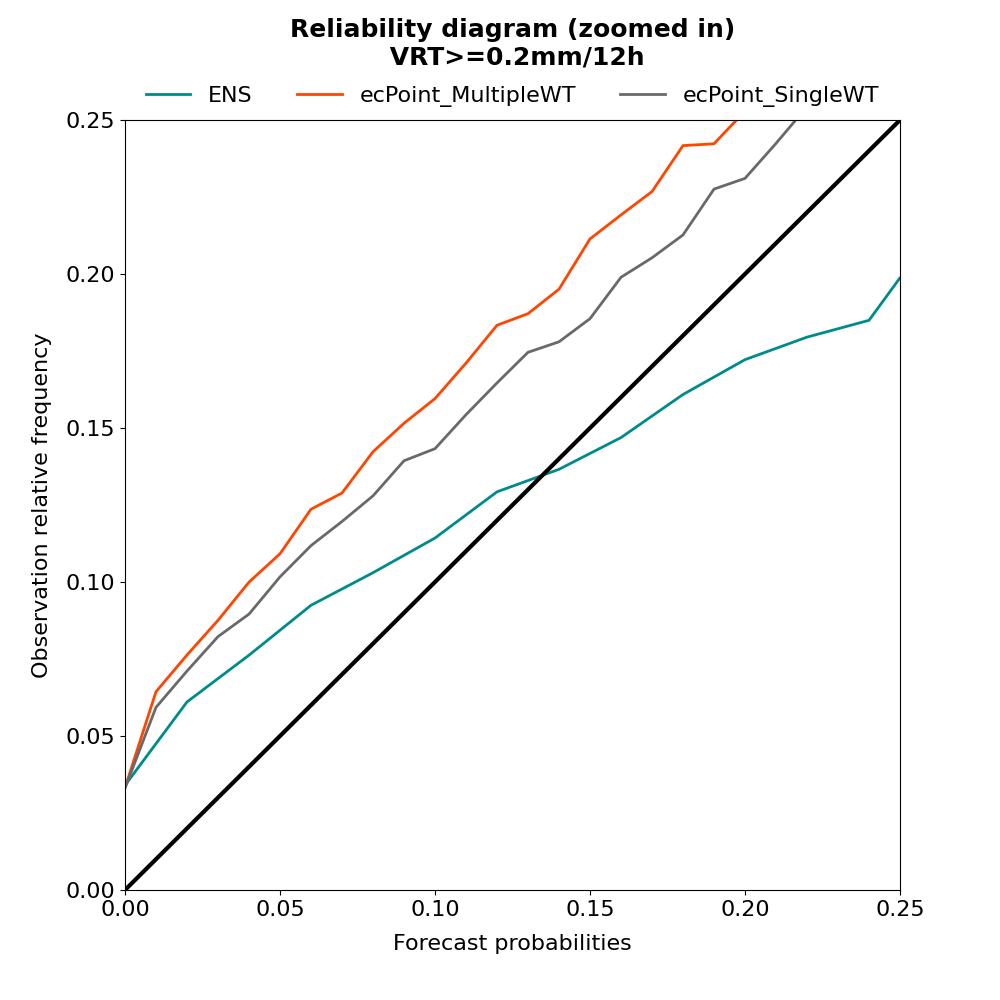 Reliability diagram (zoomed in)
VRT>=0.2mm/12h
ENS ecPoint_MultipleWT ecPoint_SingleWT
0.25
0.20
0.15
0.10
0.05
0.00
Observation relative frequency
0.00 0.05 0.10 0.15 0.20 0.25
Forecast probabilities